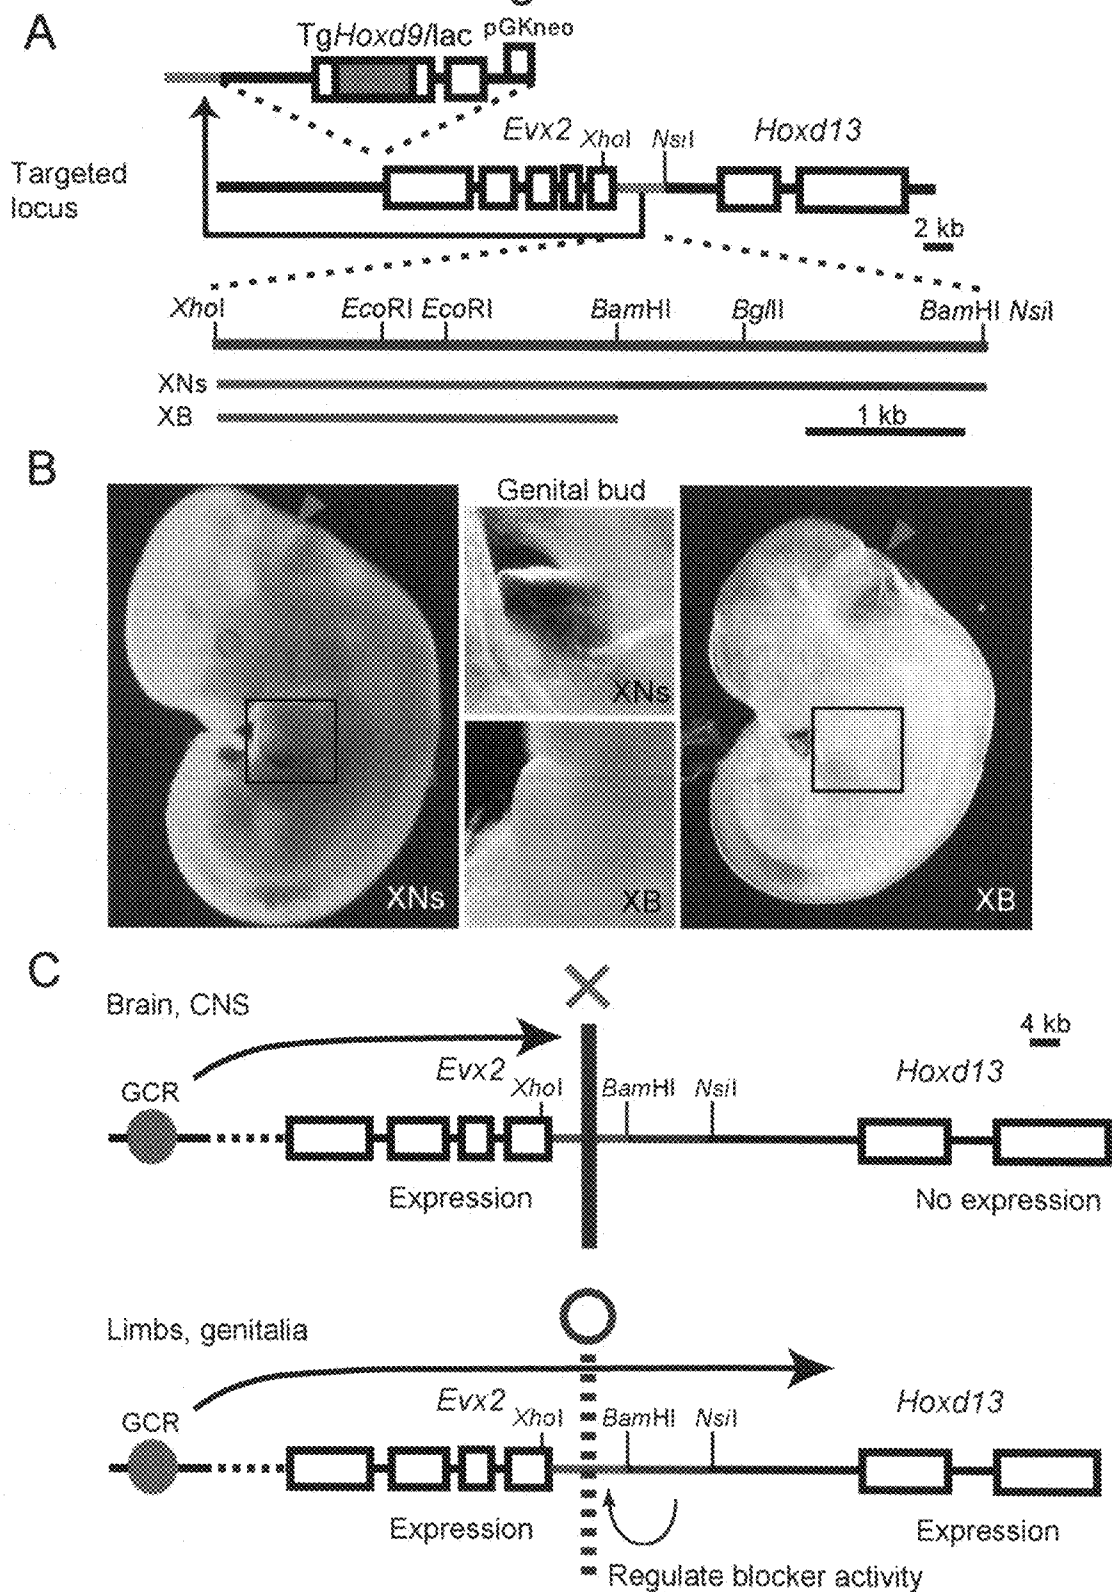 A
TgHoxd9/lac pGKneo
Evx2 XhoI NsiI Hoxd13
Targeted
locus
2 kb
XhoI EcoRI EcoRI BamHI BglII BamHI NsiI
XNs
XB
1 kb
B
Genital bud
XNs
XNs
XB
XB
C
Brain, CNS
4 kb
Evx2
Hoxd13
GCR
XhoI BamHI NsiI
Expression
No expression
Limbs, genitalia
Evx2
Hoxd13
GCR
XhoI BamHI NsiI
Expression
Expression
Regulate blocker activity